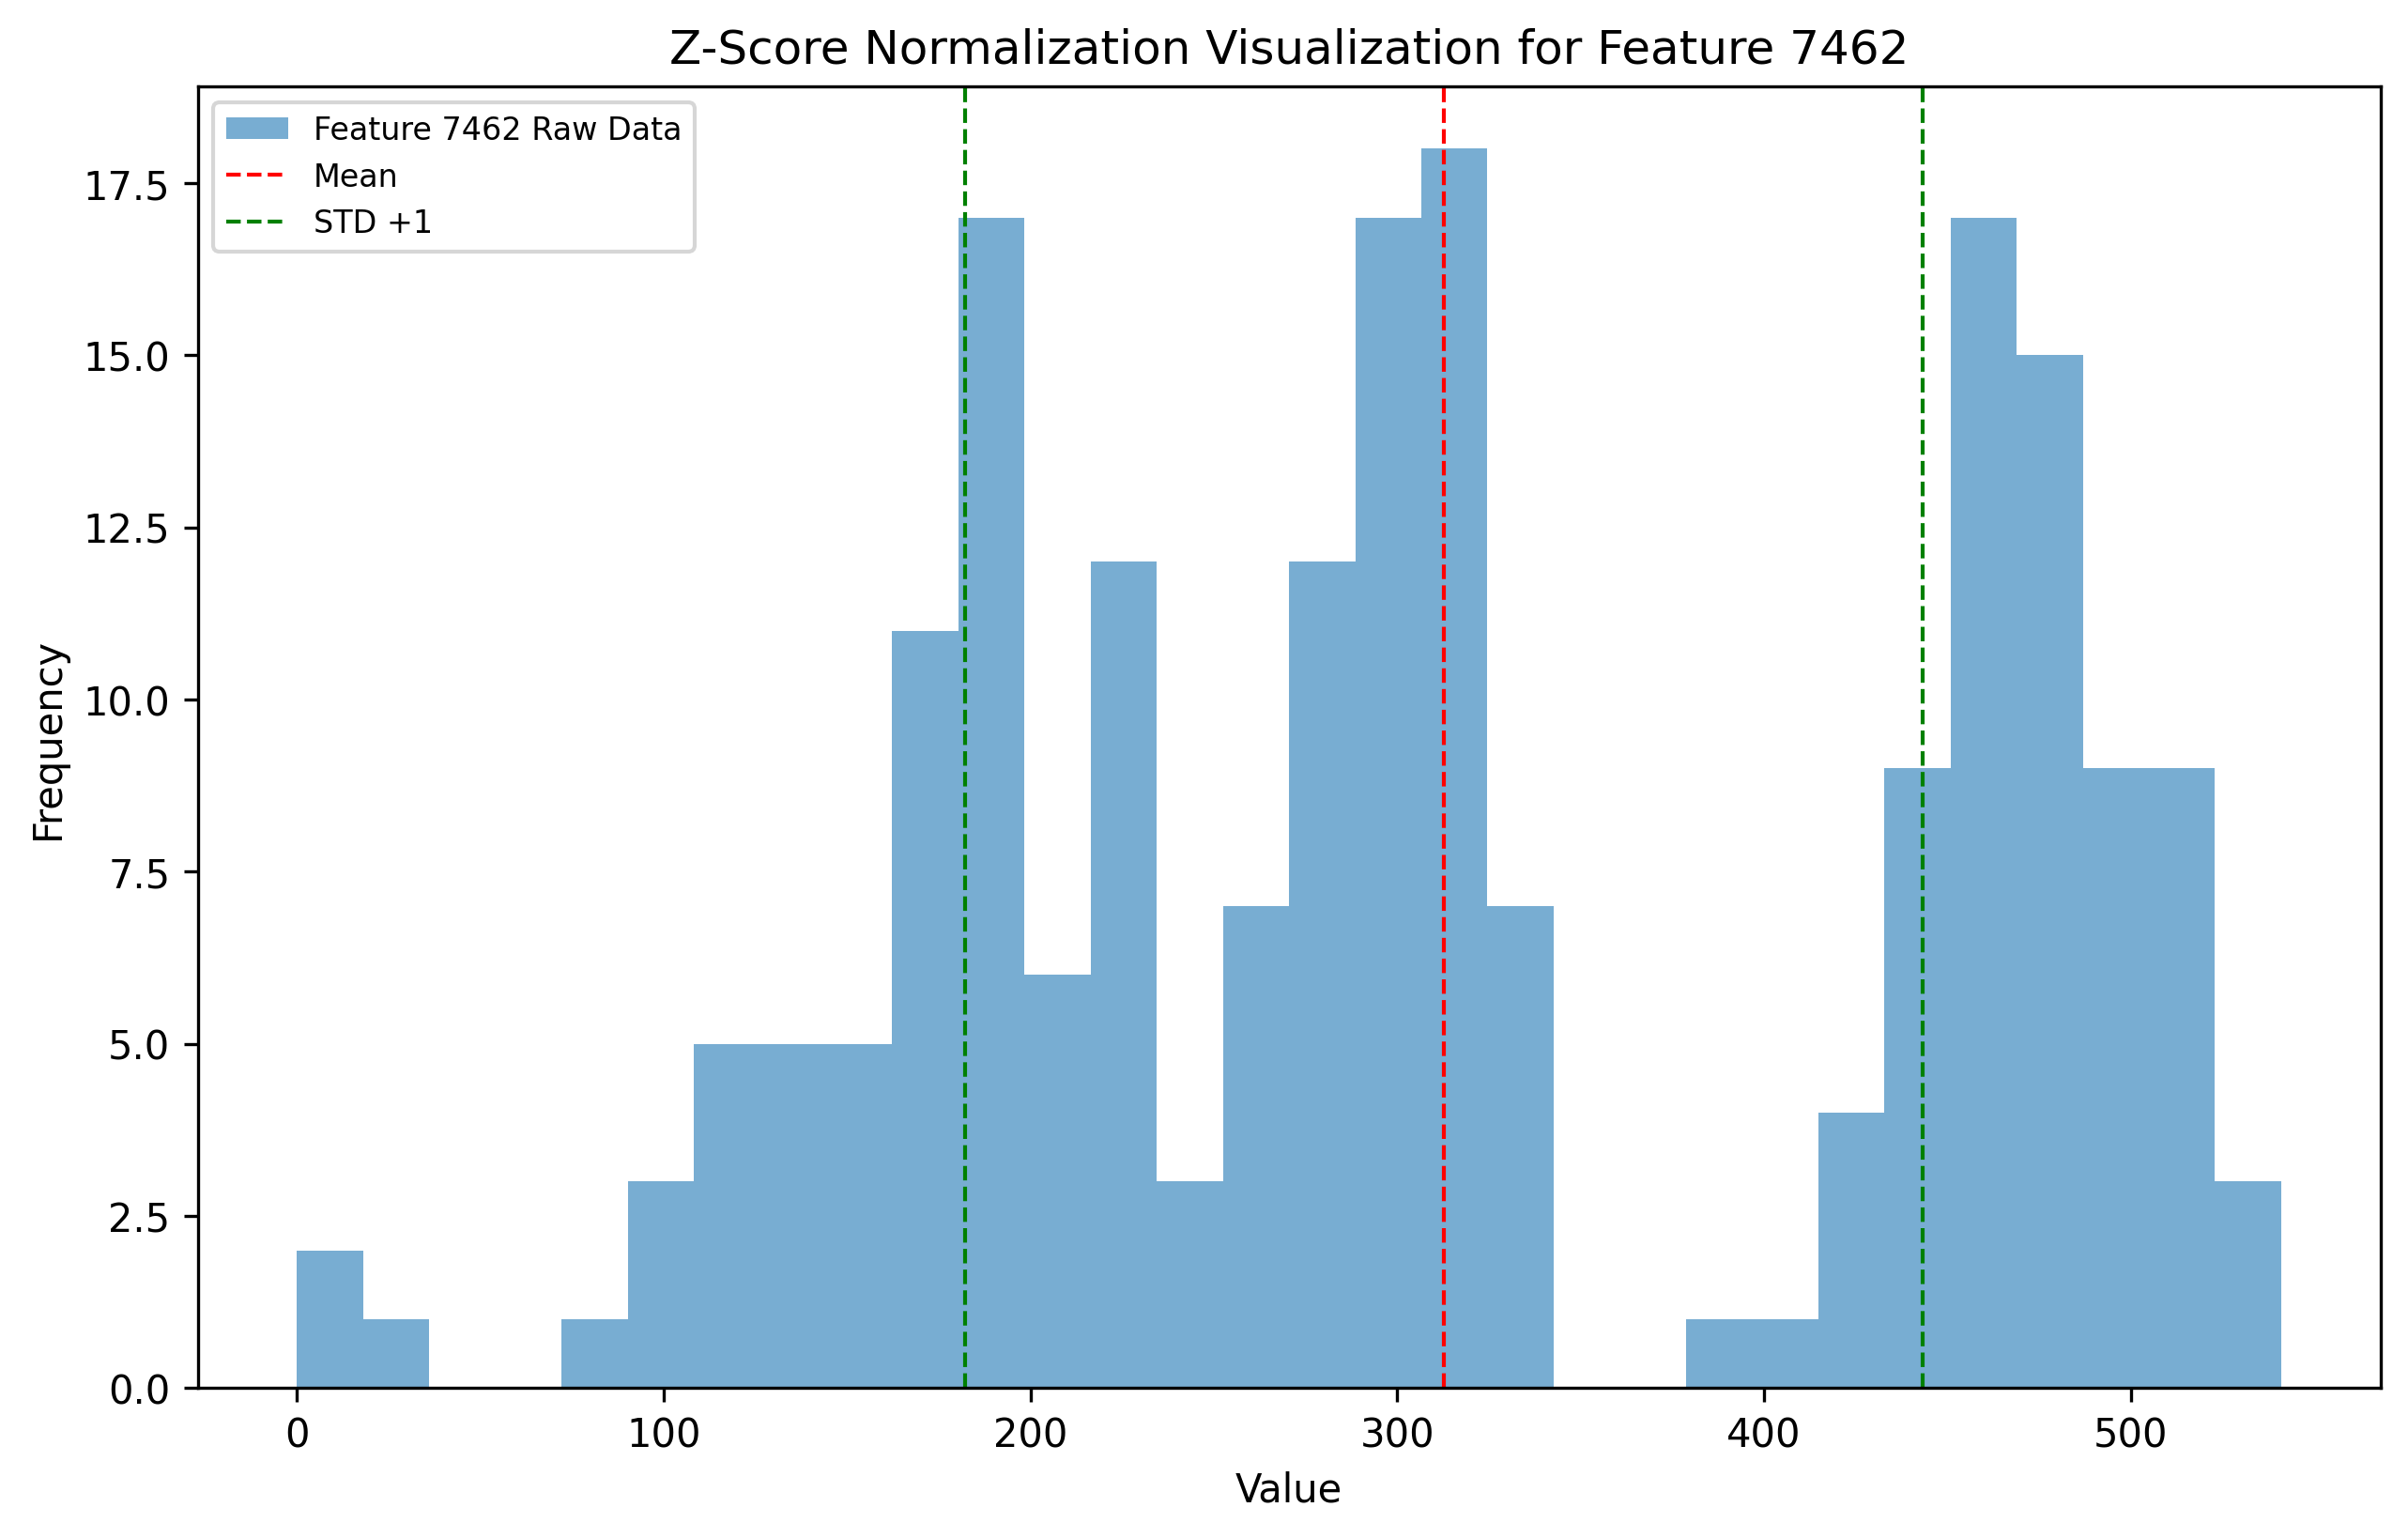 Z-Score Normalization Visualization for Feature 7462
Feature 7462 Raw Data
Mean
STD +1
17.5
15.0
12.5
10.0
7.5
5.0
2.5
0.0
Frequency
0 100 200 300 400 500
Value